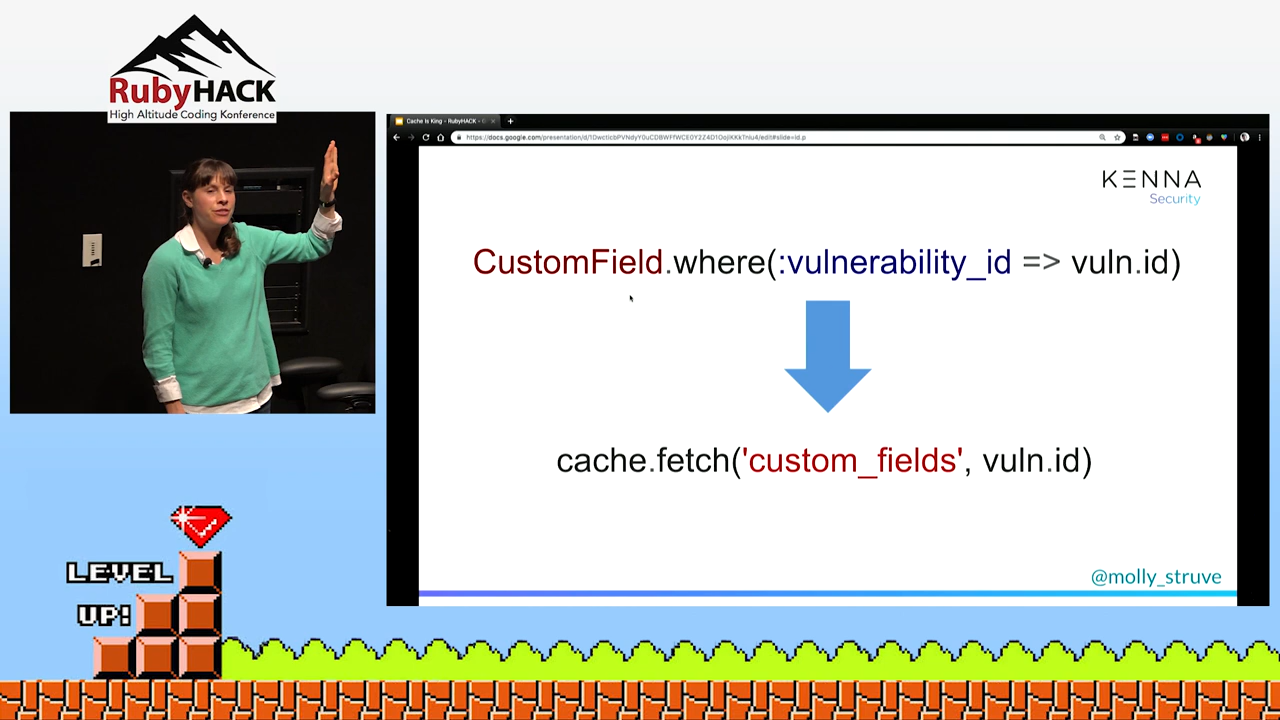 RubyHACK
High Altitude Coding Konference
Cache Is King - RubyHACK -
KENNA
Security
CustomField.where(:vulnerability_id => vuln.id)
cache.fetch('custom_fields', vuln.id)
@molly_struve
LEVEL
UP!